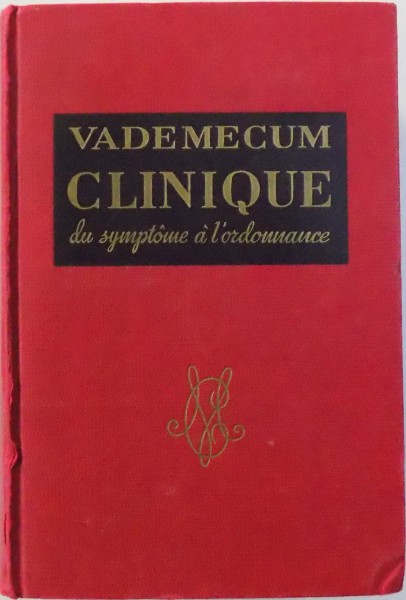 VADEMECUM
CLINIQUE
du symptôme à l'ordonnance